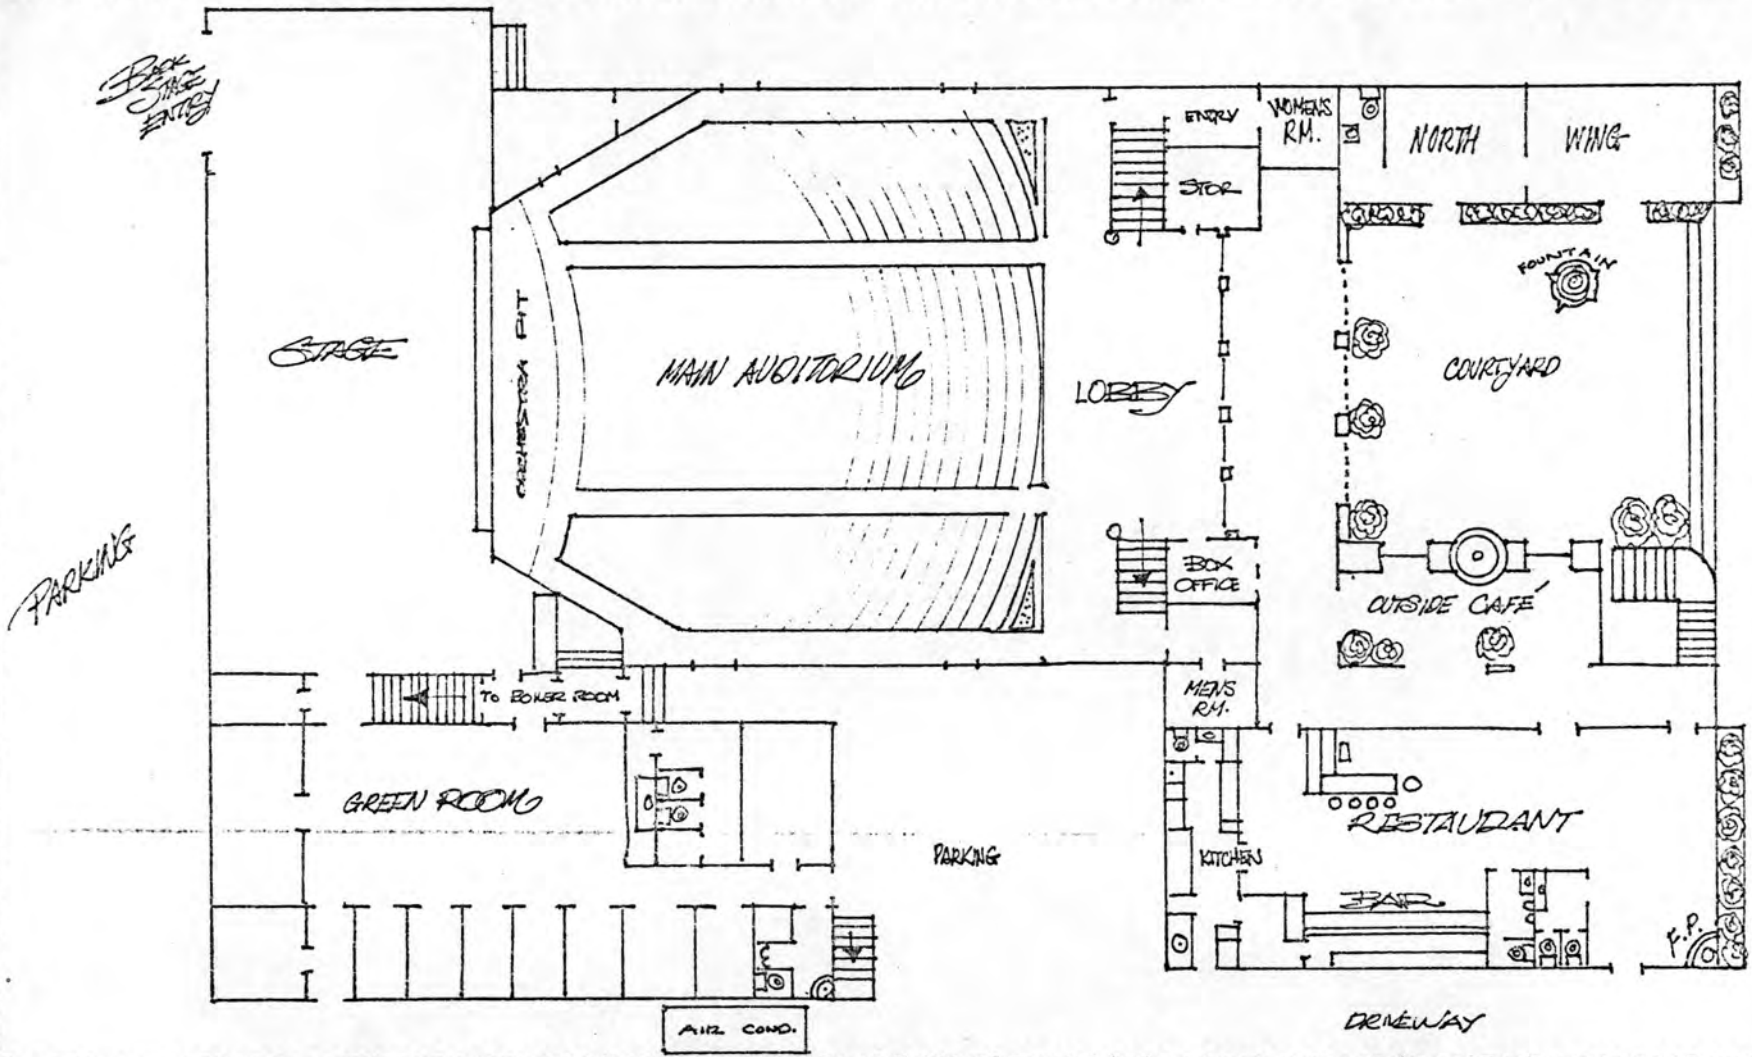 BACK
STAGE
ENTRY
ENTRY
WOMENS
RM.
NORTH
WING
STOR
FOUNTAIN
STAGE
ORCHESTRA PIT
MAIN AUDITORIUM
LOBBY
COURTYARD
PARKING
BOX
OFFICE
OUTSIDE CAFÉ
TO BOILER ROOM
MENS
RM.
GREEN ROOM
RESTAURANT
PARKING
KITCHEN
BAR
F.P.
AIR COND.
DRIVEWAY